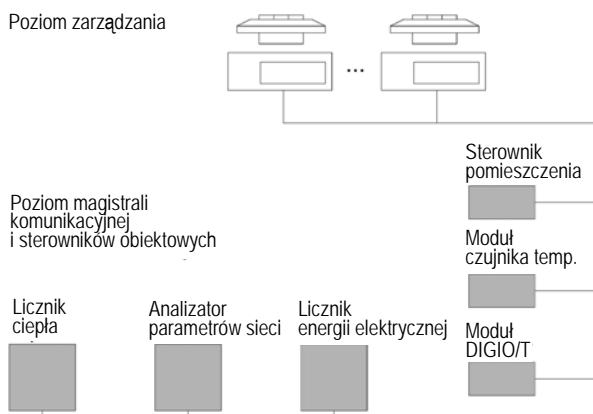 Poziom zarządzania
...
Sterownik
pomieszczenia
Poziom magistrali
komunikacyjnej
i sterowników obiektowych
Moduł
czujnika temp.
Licznik
ciepła
Analizator
parametrów sieci
Licznik
energii elektrycznej
Moduł
DIGIO/T